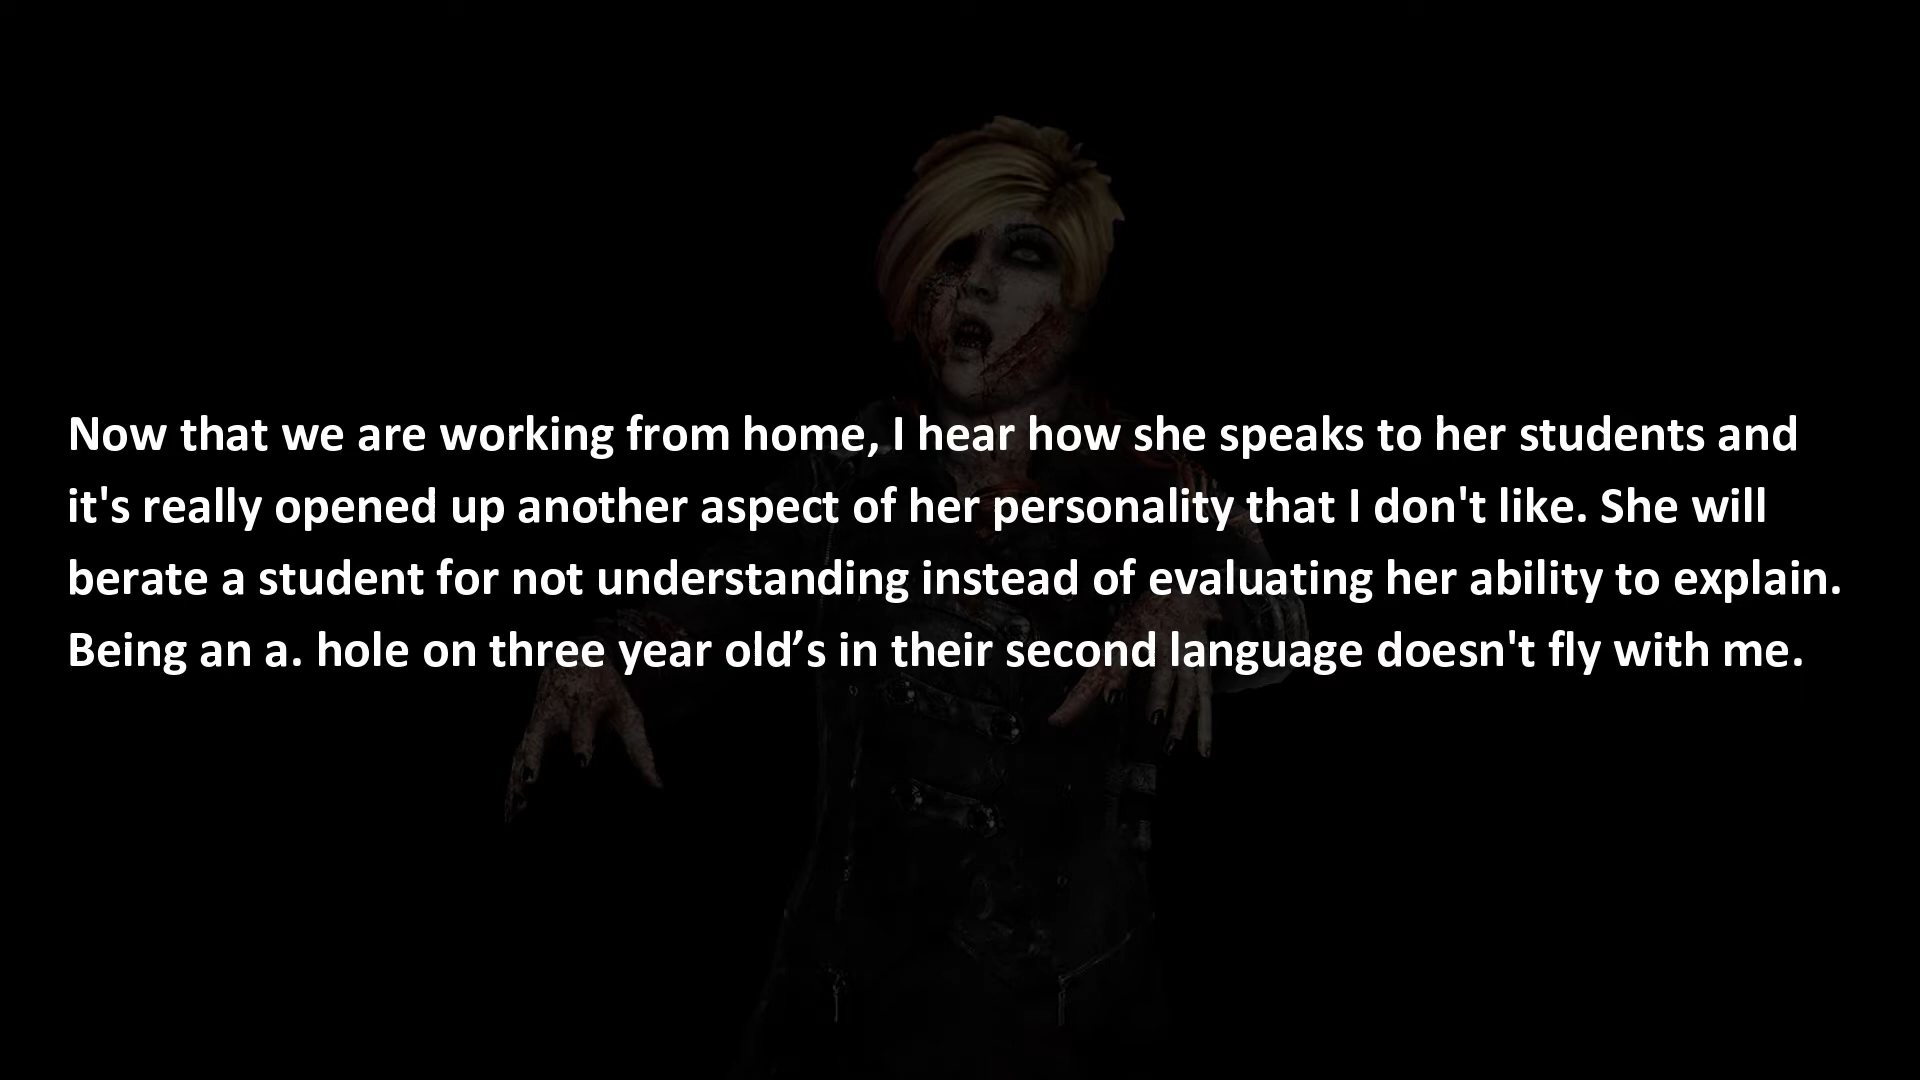 Now that we are working from home, I hear how she speaks to her students and
it's really opened up another aspect of her personality that I don't like. She will
berate a student for not understanding instead of evaluating her ability to explain.
Being an a. hole on three year old’s in their second language doesn't fly with me.